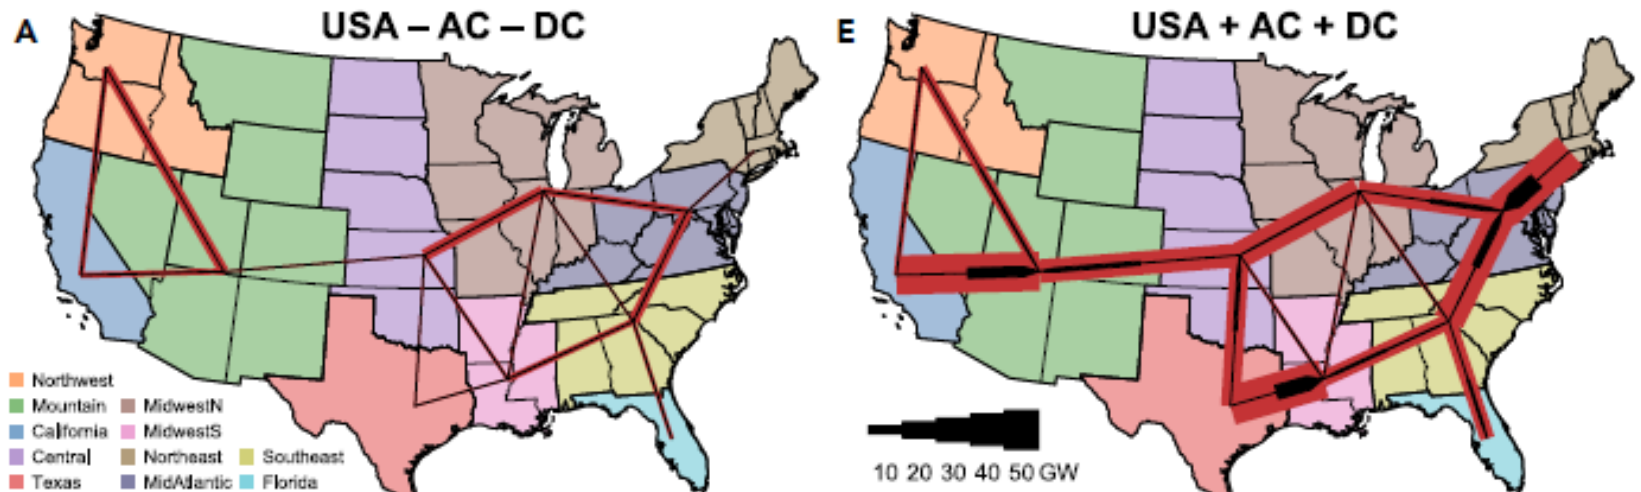 A
USA – AC – DC
E
USA + AC + DC
Northwest
Mountain
California
Central
Texas
MidwestN
MidwestS
Northeast
MidAtlantic
Southeast
Florida
10 20 30 40 50 GW